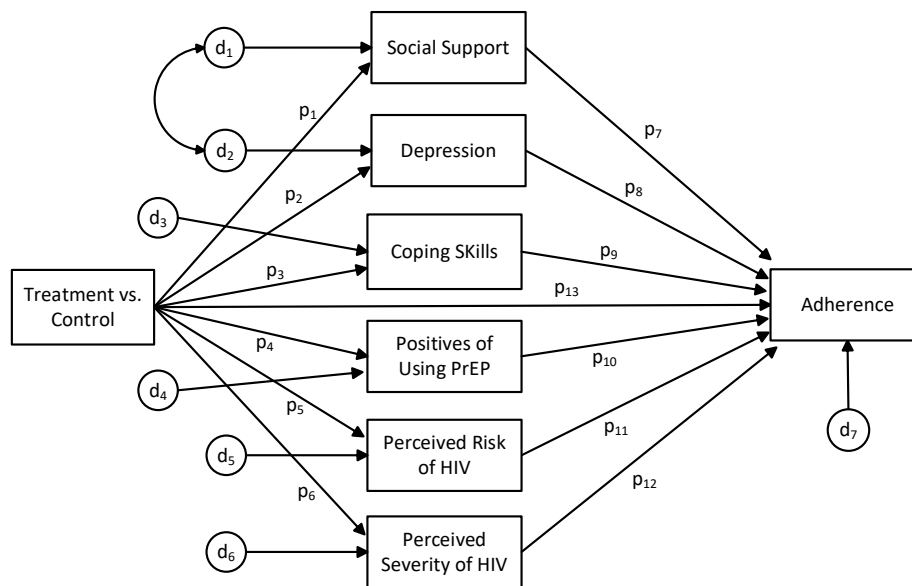 d1
Social Support
p1
p7
d2
Depression
p2
p8
d3
Coping SKills
p3
p9
Treatment vs.
Control
p13
Adherence
p4
Positives of
Using PrEP
p10
d4
p5
p11
d7
d5
Perceived Risk
of HIV
p6
p12
d6
Perceived
Severity of HIV